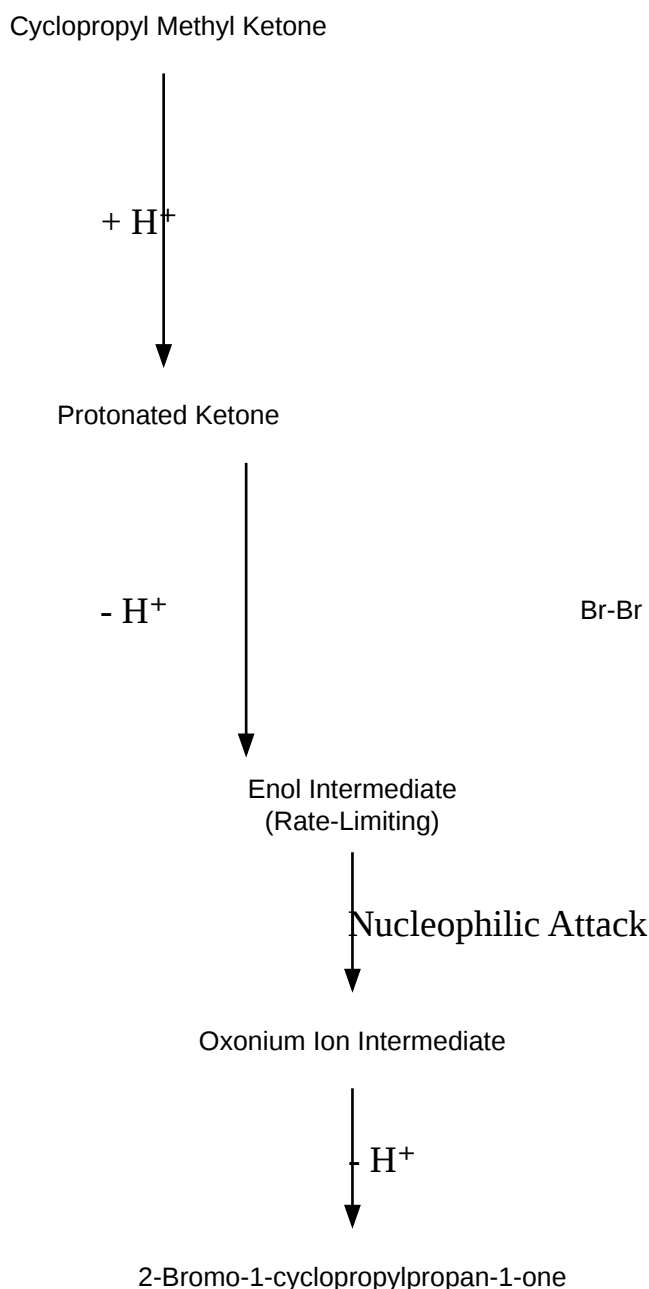 Cyclopropyl Methyl Ketone
+ H⁺
Protonated Ketone
- H⁺
Br-Br
Enol Intermediate
(Rate-Limiting)
Nucleophilic Attack
Oxonium Ion Intermediate
- H⁺
2-Bromo-1-cyclopropylpropan-1-one